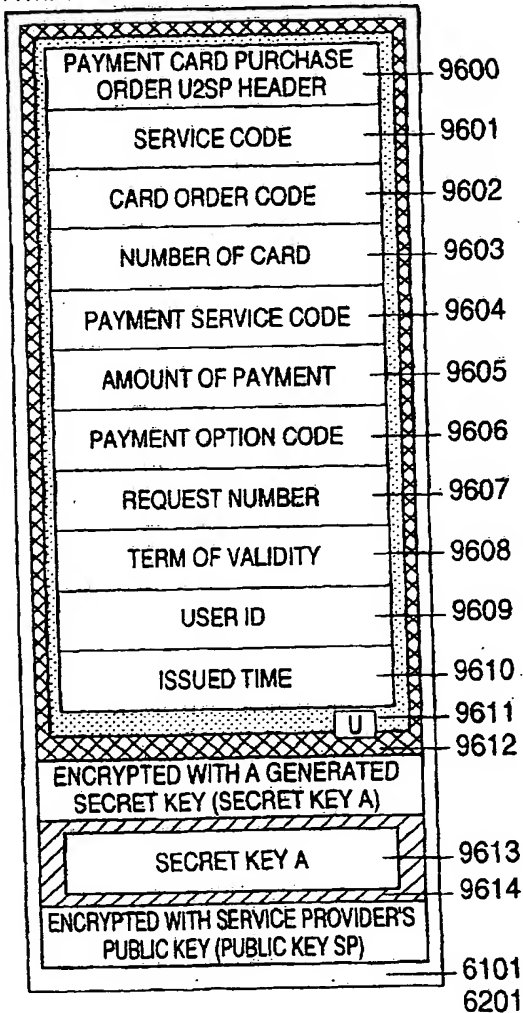 PAYMENT CARD PURCHASE
ORDER U2SP HEADER
9600
SERVICE CODE
9601
CARD ORDER CODE
9602
NUMBER OF CARD
9603
PAYMENT SERVICE CODE
9604
AMOUNT OF PAYMENT
9605
PAYMENT OPTION CODE
9606
REQUEST NUMBER
9607
TERM OF VALIDITY
9608
USER ID
9609
ISSUED TIME
9610
U
9611
9612
ENCRYPTED WITH A GENERATED
SECRET KEY (SECRET KEY A)
SECRET KEY A
9613
9614
ENCRYPTED WITH SERVICE PROVIDER'S
PUBLIC KEY (PUBLIC KEY SP)
6101
6201